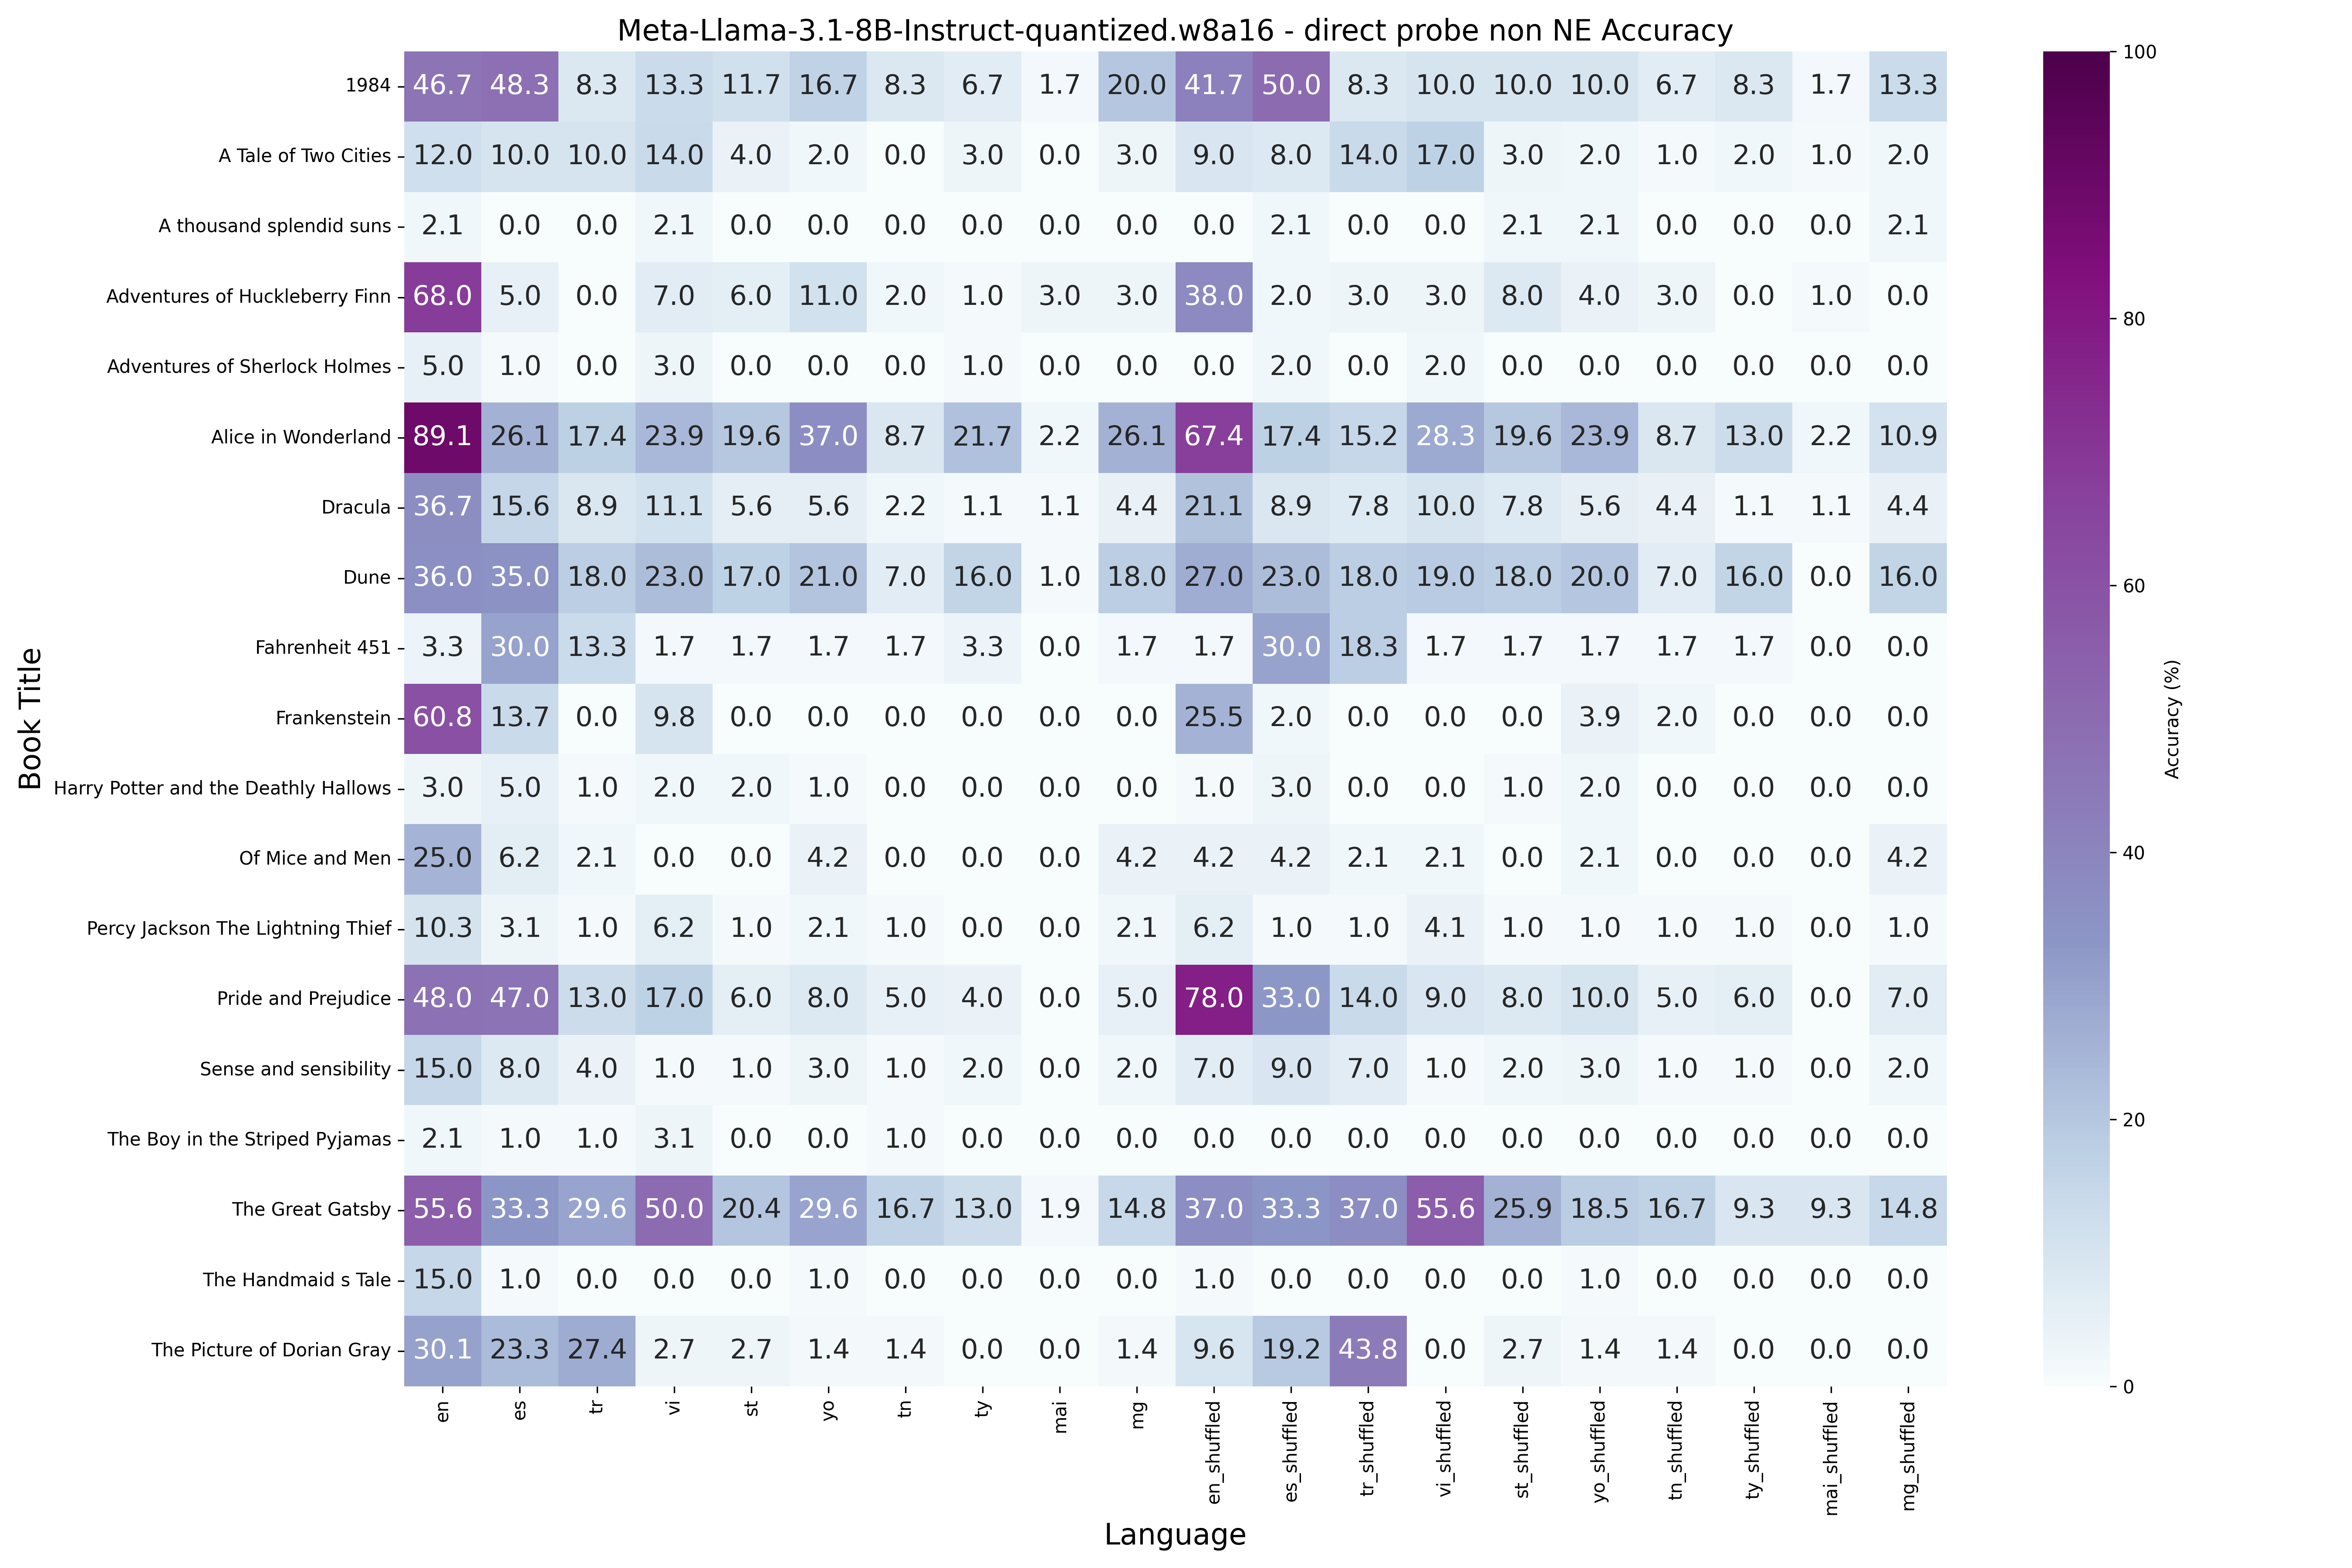 Meta-Llama-3.1-8B-Instruct-quantized.w8a16 - direct probe non NE Accuracy
Book Title
1984 46.7 48.3 8.3 13.3 11.7 16.7 8.3 6.7 1.7 20.0 41.7 50.0 8.3 10.0 10.0 10.0 6.7 8.3 1.7 13.3
A Tale of Two Cities 12.0 10.0 10.0 14.0 4.0 2.0 0.0 3.0 0.0 3.0 9.0 8.0 14.0 17.0 3.0 2.0 1.0 2.0 1.0 2.0
A thousand splendid suns 2.1 0.0 0.0 2.1 0.0 0.0 0.0 0.0 0.0 0.0 0.0 2.1 0.0 0.0 2.1 2.1 0.0 0.0 0.0 2.1
Adventures of Huckleberry Finn 68.0 5.0 0.0 7.0 6.0 11.0 2.0 1.0 3.0 3.0 38.0 2.0 3.0 3.0 8.0 4.0 3.0 0.0 1.0 0.0
Adventures of Sherlock Holmes 5.0 1.0 0.0 3.0 0.0 0.0 0.0 1.0 0.0 0.0 0.0 2.0 0.0 2.0 0.0 0.0 0.0 0.0 0.0 0.0
Alice in Wonderland 89.1 26.1 17.4 23.9 19.6 37.0 8.7 21.7 2.2 26.1 67.4 17.4 15.2 28.3 19.6 23.9 8.7 13.0 2.2 10.9
Dracula 36.7 15.6 8.9 11.1 5.6 5.6 2.2 1.1 1.1 4.4 21.1 8.9 7.8 10.0 7.8 5.6 4.4 1.1 1.1 4.4
Dune 36.0 35.0 18.0 23.0 17.0 21.0 7.0 16.0 1.0 18.0 27.0 23.0 18.0 19.0 18.0 20.0 7.0 16.0 0.0 16.0
Fahrenheit 451 3.3 30.0 13.3 1.7 1.7 1.7 1.7 3.3 0.0 1.7 1.7 30.0 18.3 1.7 1.7 1.7 1.7 1.7 0.0 0.0
Frankenstein 60.8 13.7 0.0 9.8 0.0 0.0 0.0 0.0 0.0 0.0 25.5 2.0 0.0 0.0 0.0 3.9 2.0 0.0 0.0 0.0
Harry Potter and the Deathly Hallows 3.0 5.0 1.0 2.0 2.0 1.0 0.0 0.0 0.0 0.0 1.0 3.0 0.0 0.0 1.0 2.0 0.0 0.0 0.0 0.0
Of Mice and Men 25.0 6.2 2.1 0.0 0.0 4.2 0.0 0.0 0.0 4.2 4.2 4.2 2.1 2.1 0.0 2.1 0.0 0.0 0.0 4.2
Percy Jackson The Lightning Thief 10.3 3.1 1.0 6.2 1.0 2.1 1.0 0.0 0.0 2.1 6.2 1.0 1.0 4.1 1.0 1.0 1.0 1.0 0.0 1.0
Pride and Prejudice 48.0 47.0 13.0 17.0 6.0 8.0 5.0 4.0 0.0 5.0 78.0 33.0 14.0 9.0 8.0 10.0 5.0 6.0 0.0 7.0
Sense and sensibility 15.0 8.0 4.0 1.0 1.0 3.0 1.0 2.0 0.0 2.0 7.0 9.0 7.0 1.0 2.0 3.0 1.0 1.0 0.0 2.0
The Boy in the Striped Pyjamas 2.1 1.0 1.0 3.1 0.0 0.0 1.0 0.0 0.0 0.0 0.0 0.0 0.0 0.0 0.0 0.0 0.0 0.0 0.0 0.0
The Great Gatsby 55.6 33.3 29.6 50.0 20.4 29.6 16.7 13.0 1.9 14.8 37.0 33.3 37.0 55.6 25.9 18.5 16.7 9.3 9.3 14.8
The Handmaid s Tale 15.0 1.0 0.0 0.0 0.0 1.0 0.0 0.0 0.0 0.0 1.0 0.0 0.0 0.0 0.0 1.0 0.0 0.0 0.0 0.0
The Picture of Dorian Gray 30.1 23.3 27.4 2.7 2.7 1.4 1.4 0.0 0.0 1.4 9.6 19.2 43.8 0.0 2.7 1.4 1.4 0.0 0.0 0.0
en es tr vi st yo tn ty mai mg en_shuffled es_shuffled tr_shuffled vi_shuffled st_shuffled yo_shuffled tn_shuffled ty_shuffled mai_shuffled mg_shuffled
Language
100
80
60
40
20
0
Accuracy (%)